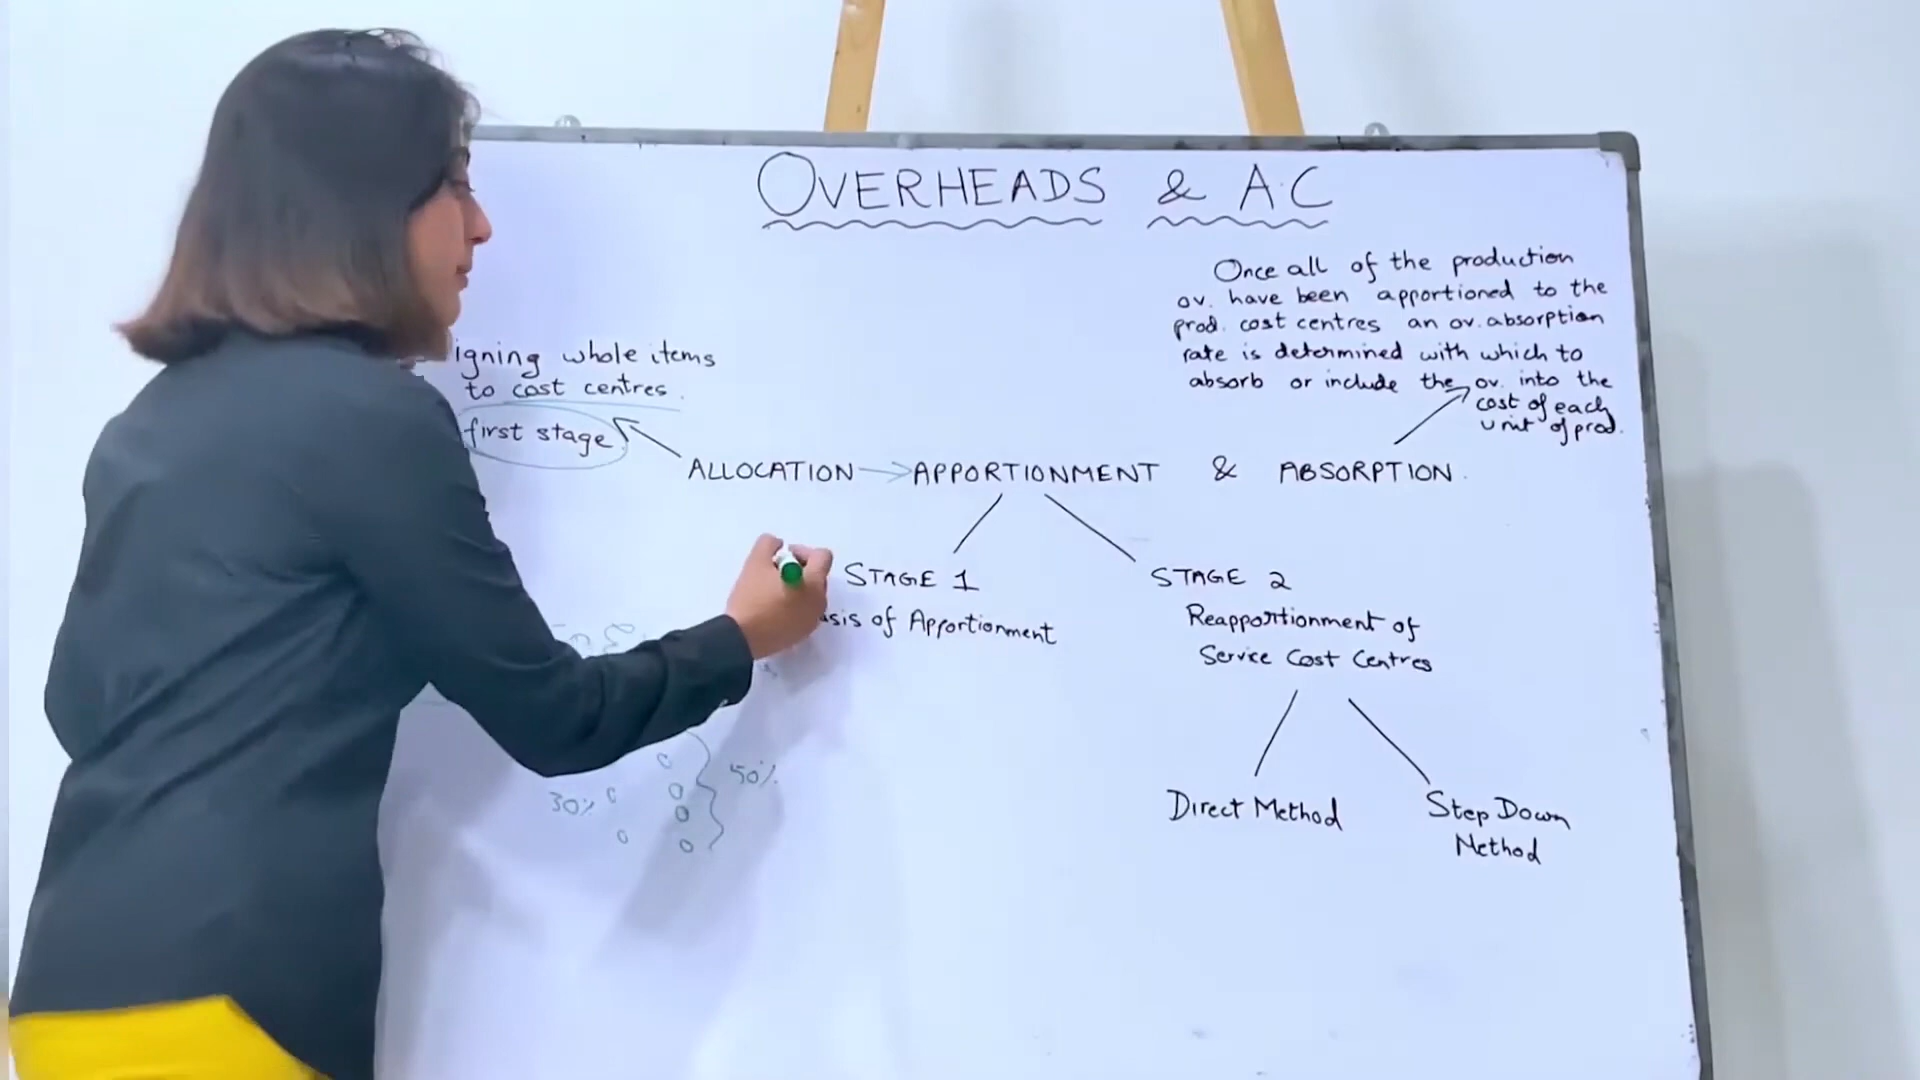 OVERHEADS & A.C
Once all of the production
ov. have been apportioned to the
prod. cost centres an ov. absorption
rate is determined with which to
absorb or include the ov. into the
cost of each
unit of prod.
igning whole items
to cost centres.
first stage
ALLOCATION → APPORTIONMENT & ABSORPTION.
STAGE 1
sis of Apportionment
STAGE 2
Reapportionment of
Service Cost Centres
30%
50%
Direct Method
Step Down
Method